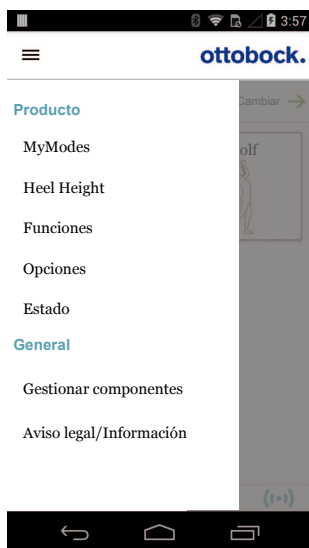 3:57
ottobock.
Cambiar
Producto
MyModes
olf
Heel Height
Funciones
Opciones
Estado
General
Gestionar componentes
Aviso legal/Información